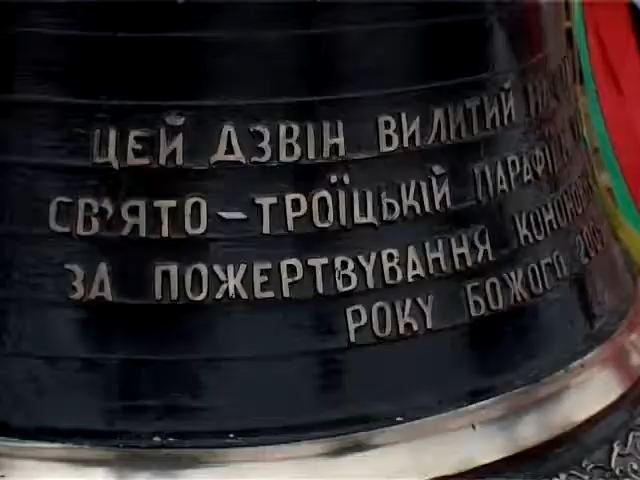 ЦЕЙ ДЗВІН ВИЛИТИЙ
СВ'ЯТО-ТРОЇЦЬКІЙ
ЗА ПОЖЕРТВУВАННЯ
РОКУ БОЖОГО